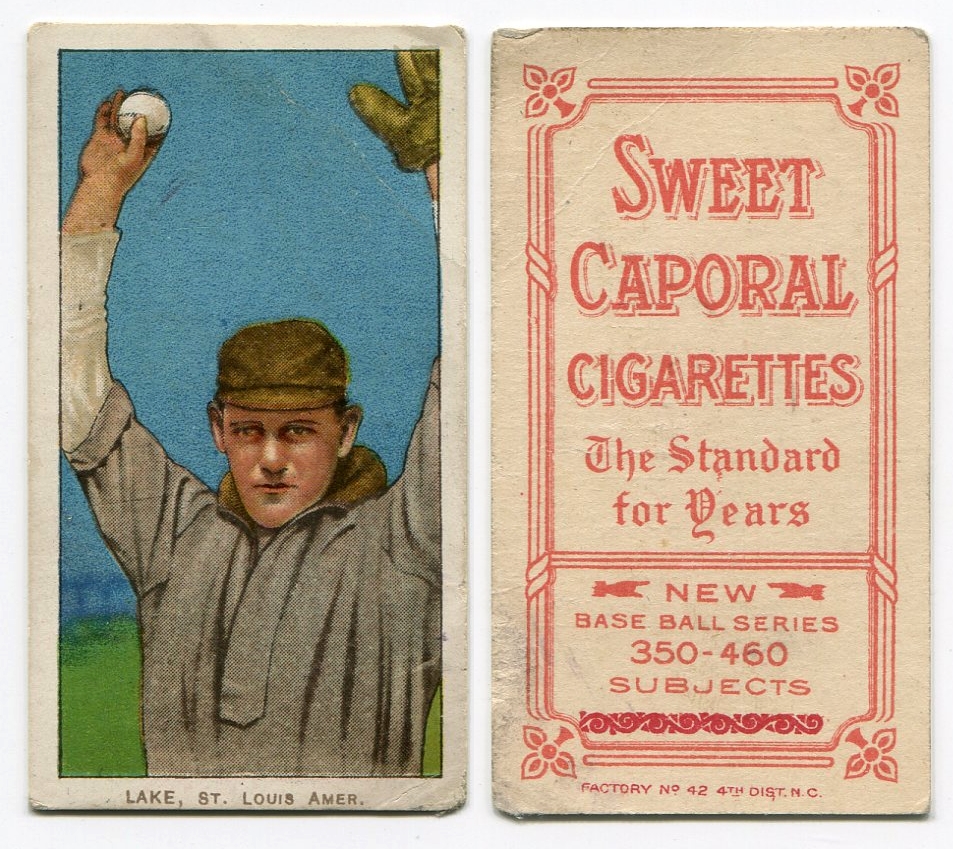 LAKE, ST. LOUIS AMER.
SWEET
CAPORAL
CIGARETTES
The Standard
for Years
NEW
BASE BALL SERIES
350-460
SUBJECTS
FACTORY Nº 42 4TH DIST. N.C.